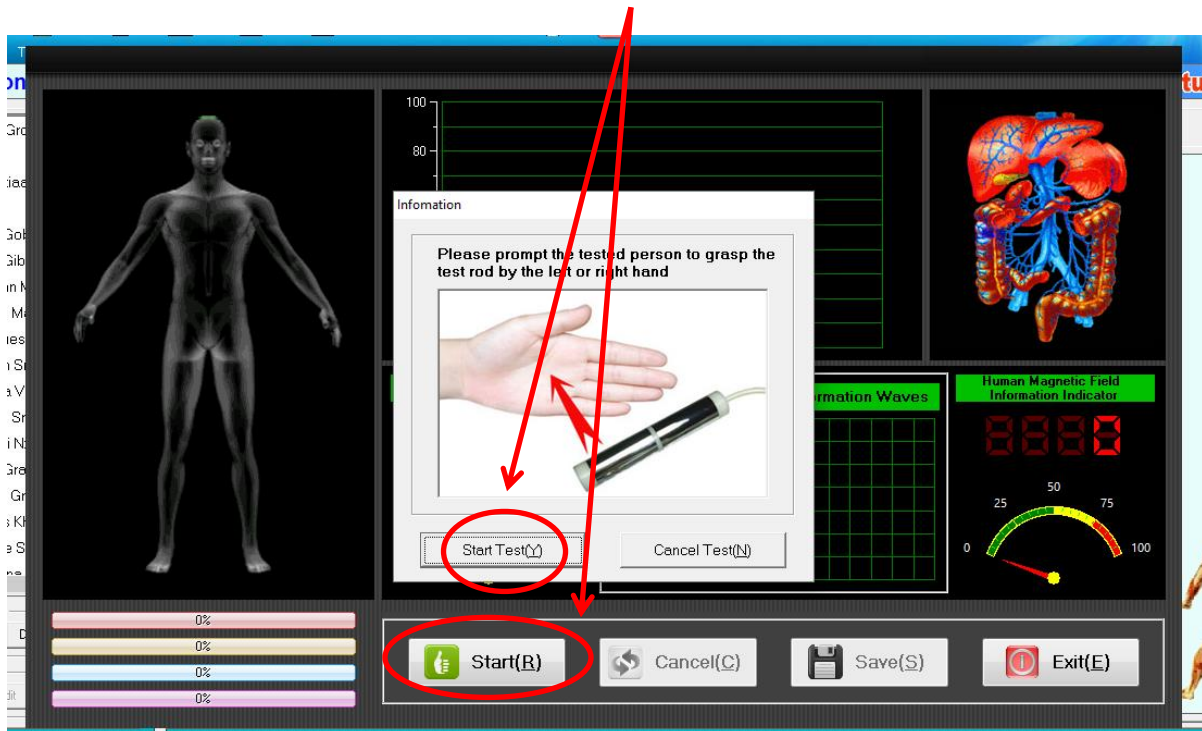 100
80
Infomation
Please prompt the tested person to grasp the
test rod by the left or right hand
Start Test(Y)
Cancel Test(N)
Human Magnetic Field
Information Indicator
0
25
50
75
100
0%
0%
0%
0%
Start(R)
Cancel(C)
Save(S)
Exit(E)